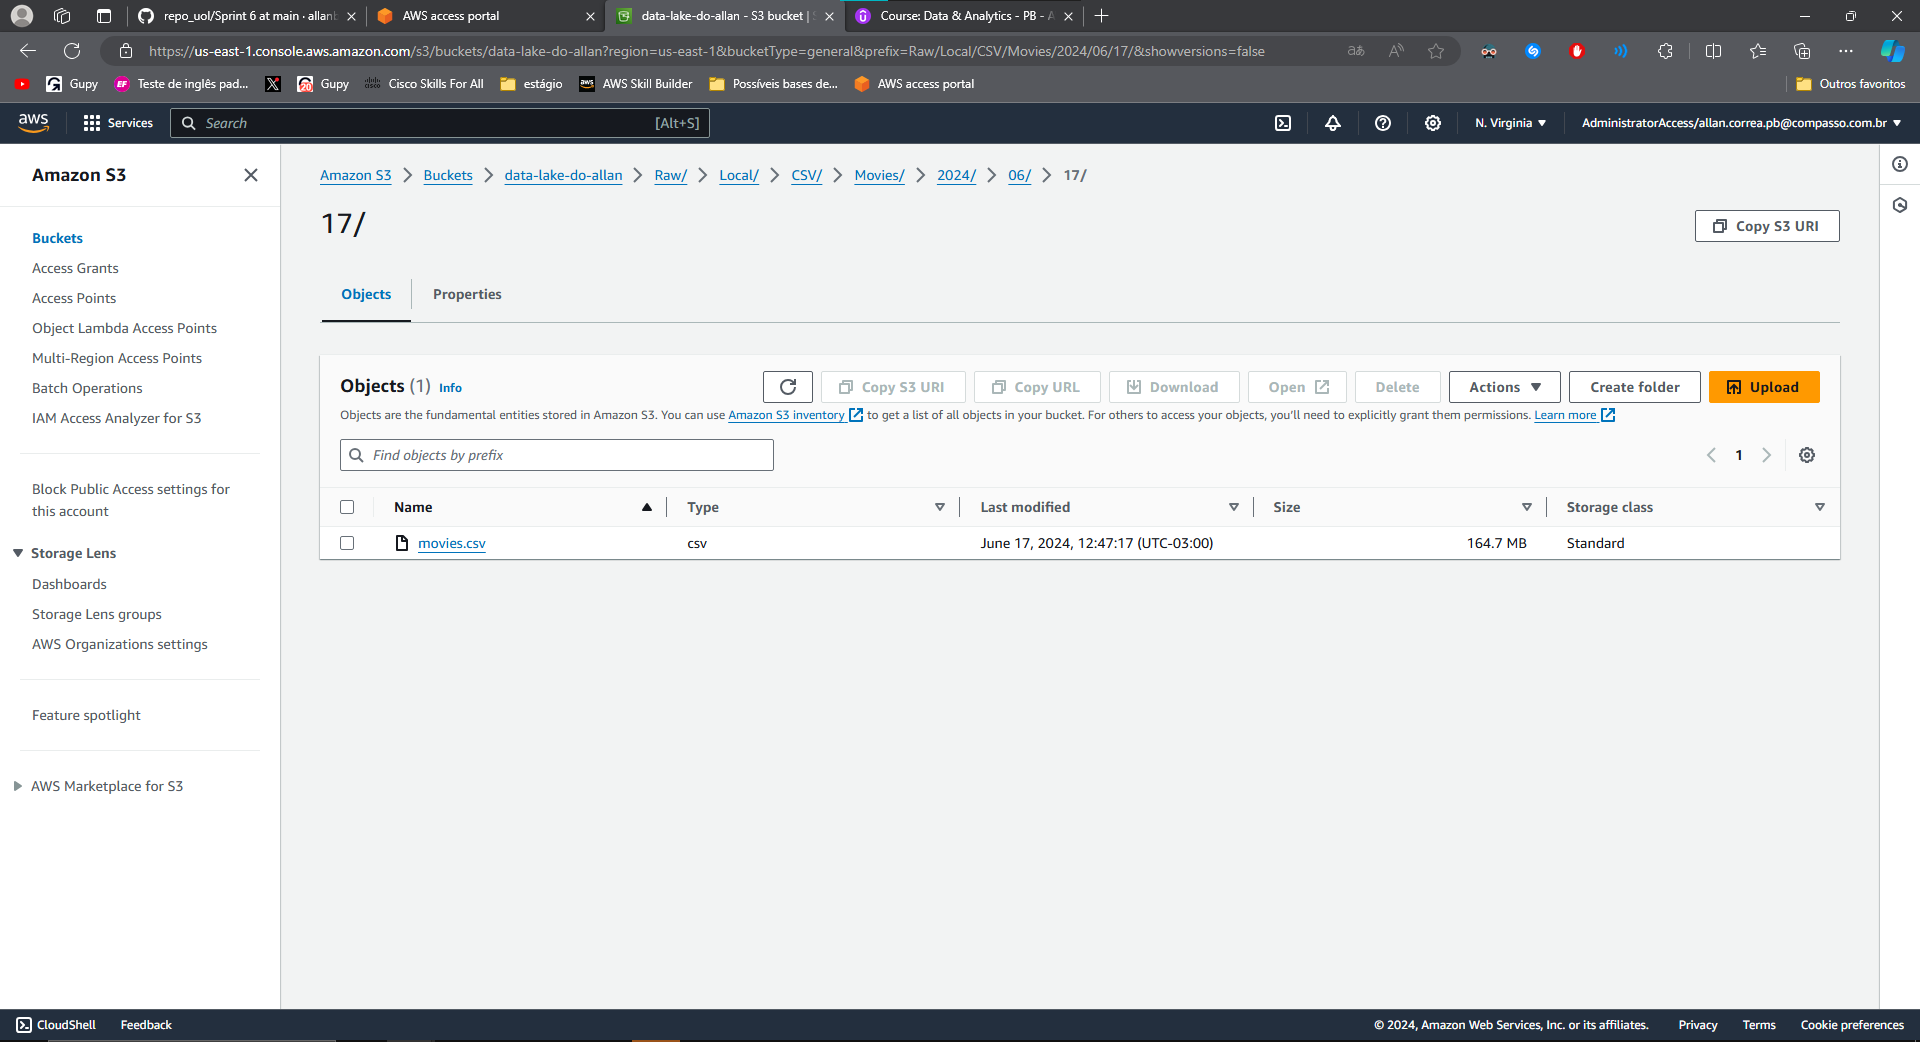 repo_uol/Sprint 6 at main · allan
AWS access portal
data-lake-do-allan - S3 bucket |
Course: Data & Analytics - PB - A
https://us-east-1.console.aws.amazon.com/s3/buckets/data-lake-do-allan?region=us-east-1&bucketType=general&prefix=Raw/Local/CSV/Movies/2024/06/17/&showversions=false
Gupy
EF
Teste de inglês pad...
Gupy
Cisco Skills For All
estágio
aws
AWS Skill Builder
Possíveis bases de...
AWS access portal
Outros favoritos
aws
Services
Search
[Alt+S]
N. Virginia
AdministratorAccess/allan.correa.pb@compasso.com.br
Amazon S3
Buckets
Access Grants
Access Points
Object Lambda Access Points
Multi-Region Access Points
Batch Operations
IAM Access Analyzer for S3
Block Public Access settings for
this account
Storage Lens
Dashboards
Storage Lens groups
AWS Organizations settings
Feature spotlight
AWS Marketplace for S3
Amazon S3 > Buckets > data-lake-do-allan > Raw/ > Local/ > CSV/ > Movies/ > 2024/ > 06/ > 17/
17/
Copy S3 URI
Objects
Properties
Objects (1) Info
Copy S3 URI
Copy URL
Download
Open
Delete
Actions
Create folder
Upload
Objects are the fundamental entities stored in Amazon S3. You can use Amazon S3 inventory to get a list of all objects in your bucket. For others to access your objects, you'll need to explicitly grant them permissions. Learn more
Find objects by prefix
1
Name Type Last modified Size Storage class
movies.csv csv June 17, 2024, 12:47:17 (UTC-03:00) 164.7 MB Standard
CloudShell
Feedback
© 2024, Amazon Web Services, Inc. or its affiliates.
Privacy
Terms
Cookie preferences